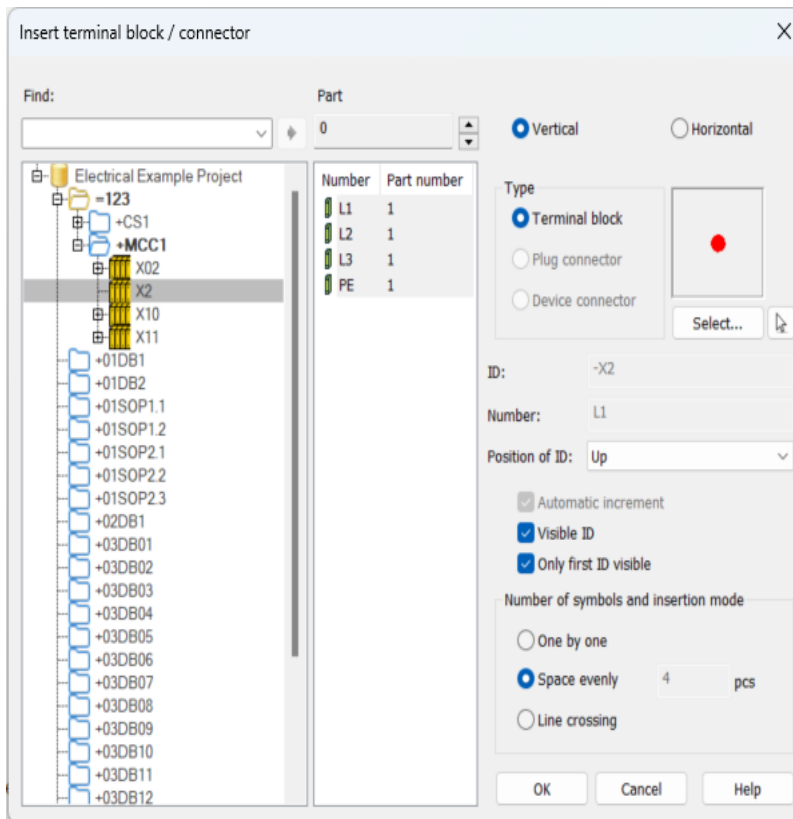 Insert terminal block / connector
Find:
Part
0
Vertical
Horizontal
Electrical Example Project
=123
+CS1
+MCC1
X02
X2
X10
X11
+01DB1
+01DB2
+01SOP1.1
+01SOP1.2
+01SOP2.1
+01SOP2.2
+01SOP2.3
+02DB1
+03DB01
+03DB02
+03DB03
+03DB04
+03DB05
+03DB06
+03DB07
+03DB08
+03DB09
+03DB10
+03DB11
+03DB12
Number Part number
L1 1
L2 1
L3 1
PE 1
Type
Terminal block
Plug connector
Device connector
Select...
ID: -X2
Number: L1
Position of ID: Up
Automatic increment
Visible ID
Only first ID visible
Number of symbols and insertion mode
One by one
Space evenly 4 pcs
Line crossing
OK Cancel Help